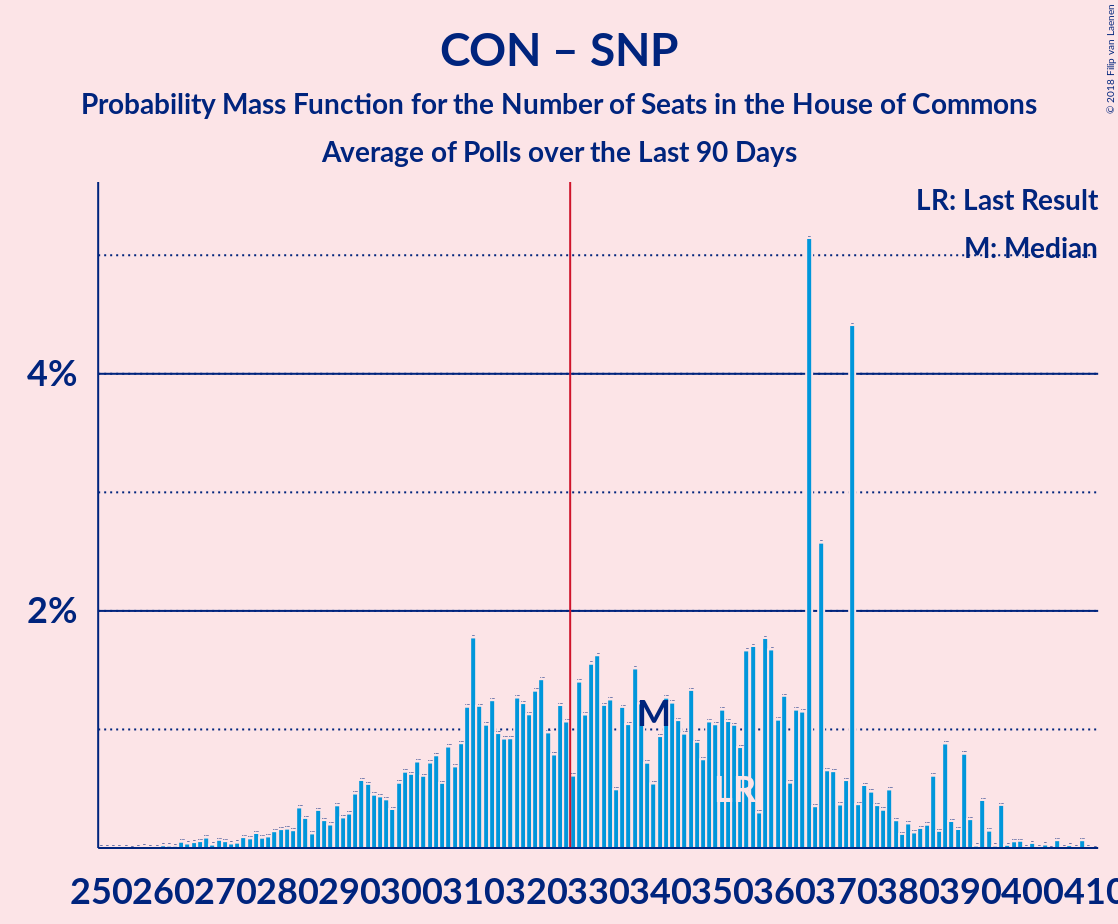 CON – SNP
Probability Mass Function for the Number of Seats in the House of Commons
Average of Polls over the Last 90 Days
© 2018 Filip van Laenen
LR: Last Result
M: Median
4%
2%
M
LR
250 260 270 280 290 300 310 320 330 340 350 360 370 380 390 400 410